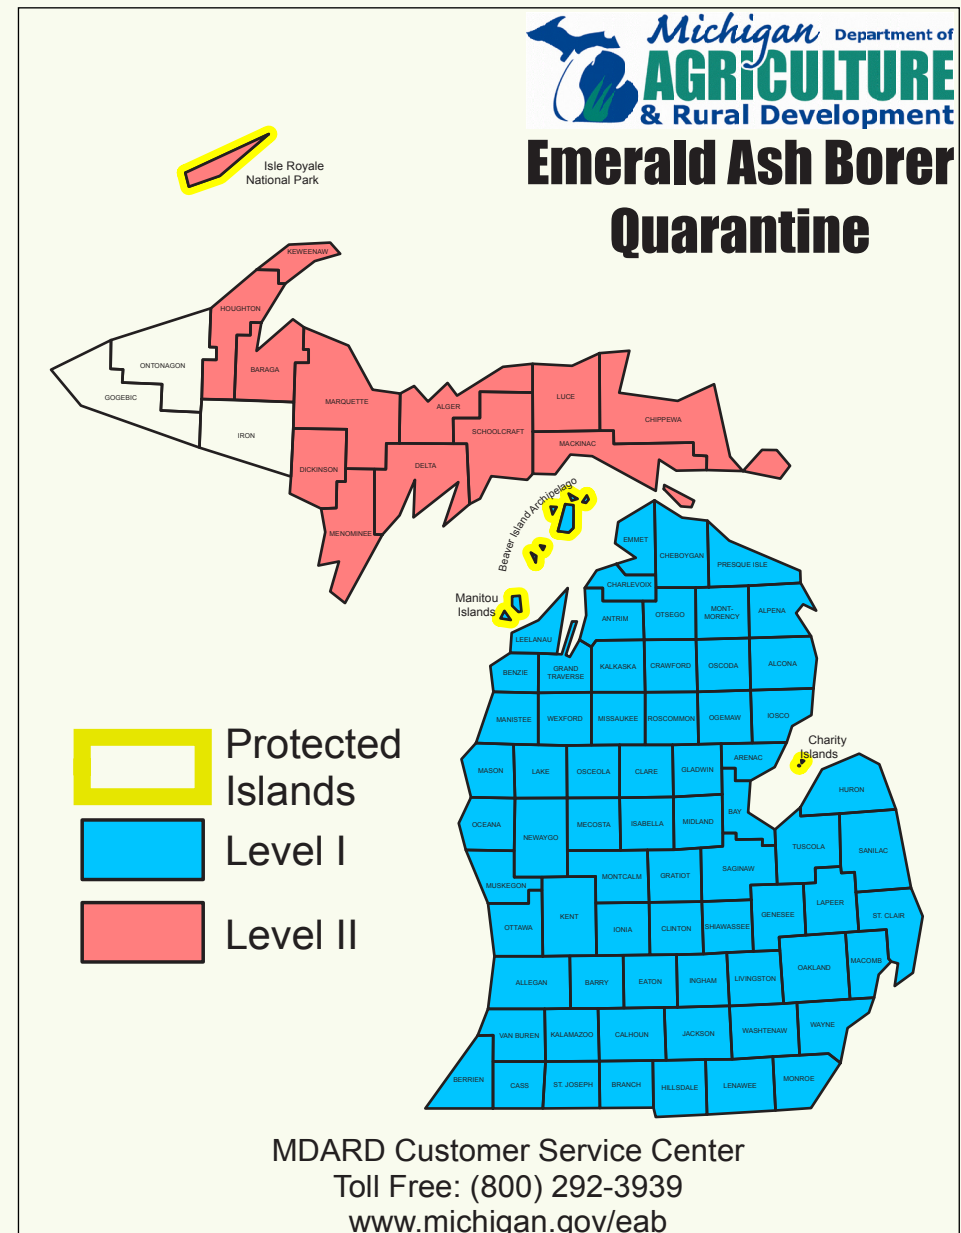 Michigan Department of
AGRICULTURE
& Rural Development
Emerald Ash Borer
Quarantine
Isle Royale
National Park
KEWEENAW
HOUGHTON
ONTONAGON
BARAGA
GOGEBIC
MARQUETTE
ALGER
LUCE
CHIPPEWA
IRON
SCHOOLCRAFT
MACKINAC
DICKINSON
DELTA
MENOMINEE
Beaver Island Archipelago
Manitou
Islands
EMMET
CHEBOYGAN
PRESQUE ISLE
CHARLEVOIX
ANTRIM
OTSEGO
MONT-
MORENCY
ALPENA
LEELANAU
BENZIE
GRAND
TRAVERSE
KALKASKA
CRAWFORD
OSCODA
ALCONA
MANISTEE
WEXFORD
MISSAUKEE
ROSCOMMON
OGEMAW
IOSCO
Charity
Islands
MASON
LAKE
OSCEOLA
CLARE
GLADWIN
ARENAC
HURON
OCEANA
NEWAYGO
MECOSTA
ISABELLA
MIDLAND
BAY
TUSCOLA
SANILAC
MUSKEGON
MONTCALM
GRATIOT
SAGINAW
LAPEER
OTTAWA
KENT
IONIA
CLINTON
SHIAWASSEE
GENESEE
ST. CLAIR
ALLEGAN
BARRY
EATON
INGHAM
LIVINGSTON
OAKLAND
MACOMB
VAN BUREN
KALAMAZOO
CALHOUN
JACKSON
WASHTENAW
WAYNE
BERRIEN
CASS
ST. JOSEPH
BRANCH
HILLSDALE
LENAWEE
MONROE
Protected
Islands
Level I
Level II
MDARD Customer Service Center
Toll Free: (800) 292-3939
www.michigan.gov/eab